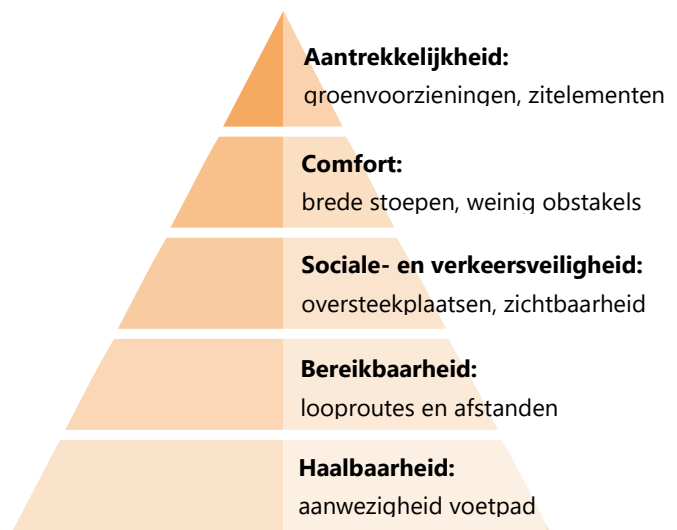 Aantrekkelijkheid:
groenvoorzieningen, zitelementen
Comfort:
brede stoepen, weinig obstakels
Sociale- en verkeersveiligheid:
oversteekplaatsen, zichtbaarheid
Bereikbaarheid:
looproutes en afstanden
Haalbaarheid:
aanwezigheid voetpad